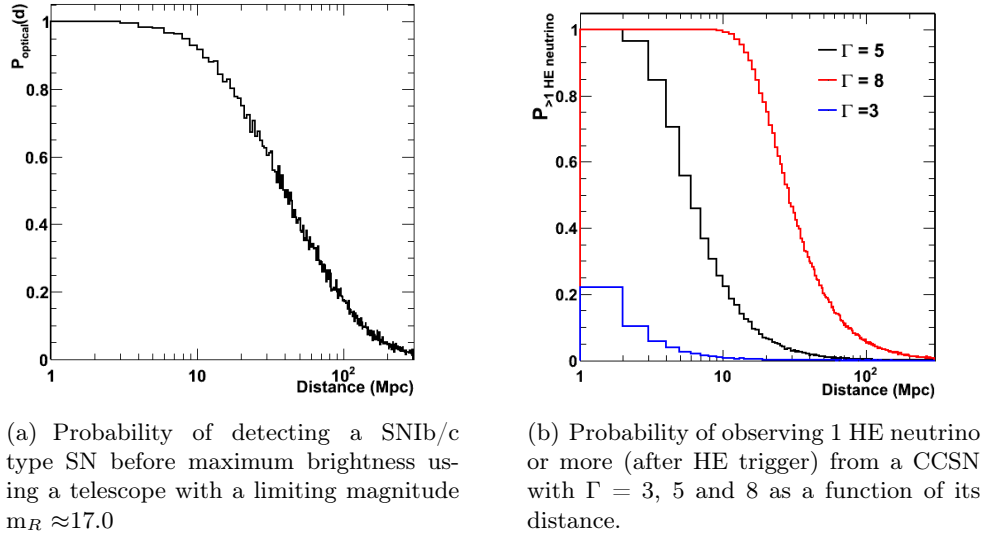 P optical (d)
1
0.8
0.6
0.4
0.2
0
1
10
10²
Distance (Mpc)
(a) Probability of detecting a SNIb/c
type SN before maximum brightness us-
ing a telescope with a limiting magnitude
m_R ≈17.0
P >1 HE neutrino
1
0.8
0.6
0.4
0.2
0
Γ = 5
Γ = 8
Γ =3
1
10
10²
Distance (Mpc)
(b) Probability of observing 1 HE neutrino
or more (after HE trigger) from a CCSN
with Γ = 3, 5 and 8 as a function of its
distance.